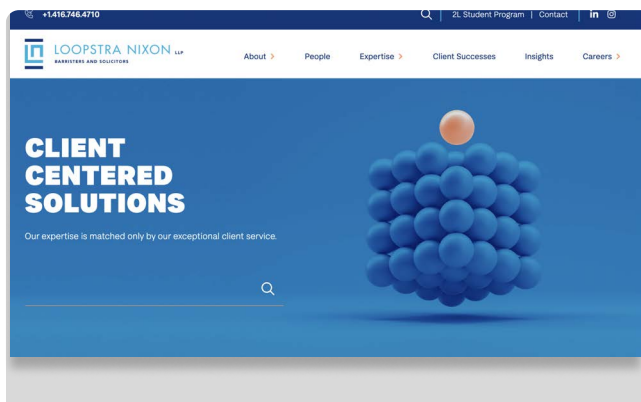 +1.416.746.4710
2L Student Program | Contact
in
LOOPSTRA NIXON LLP
BARRISTERS AND SOLICITORS
About > People Expertise > Client Successes Insights Careers >
CLIENT
CENTERED
SOLUTIONS
Our expertise is matched only by our exceptional client service.